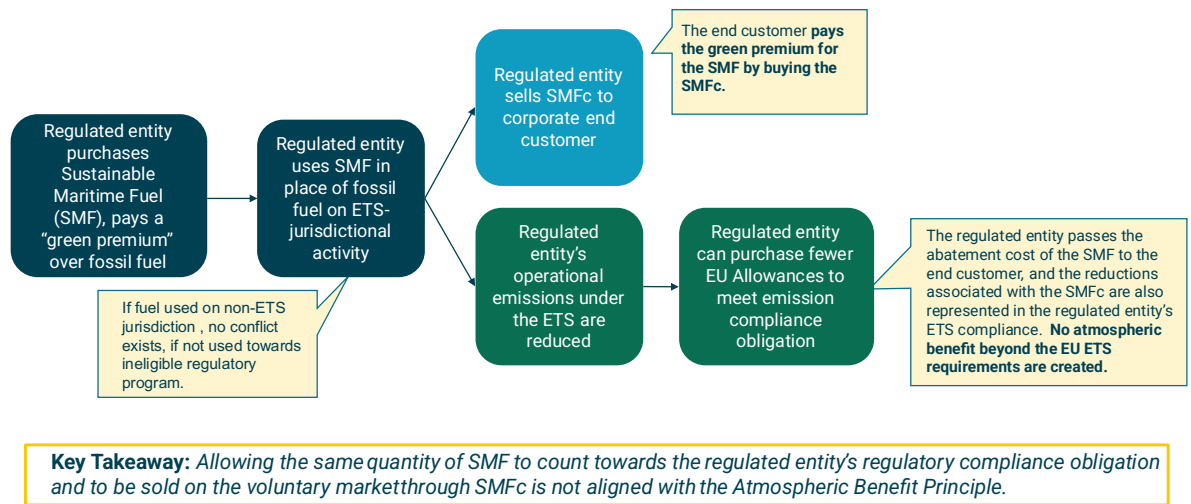 Regulated entity
purchases
Sustainable
Maritime Fuel
(SMF), pays a
“green premium”
over fossil fuel
Regulated entity
uses SMF in
place of fossil
fuel on ETS-
jurisdictional
activity
If fuel used on non-ETS
jurisdiction , no conflict
exists, if not used towards
ineligible regulatory
program.
Regulated entity
sells SMFc to
corporate end
customer
The end customer pays
the green premium for
the SMF by buying the
SMFc.
Regulated
entity’s
operational
emissions under
the ETS are
reduced
Regulated entity
can purchase fewer
EU Allowances to
meet emission
compliance
obligation
The regulated entity passes the
abatement cost of the SMF to the
end customer, and the reductions
associated with the SMFc are also
represented in the regulated entity’s
ETS compliance. No atmospheric
benefit beyond the EU ETS
requirements are created.
Key Takeaway: Allowing the same quantity of SMF to count towards the regulated entity’s regulatory compliance obligation
and to be sold on the voluntary marketthrough SMFc is not aligned with the Atmospheric Benefit Principle.